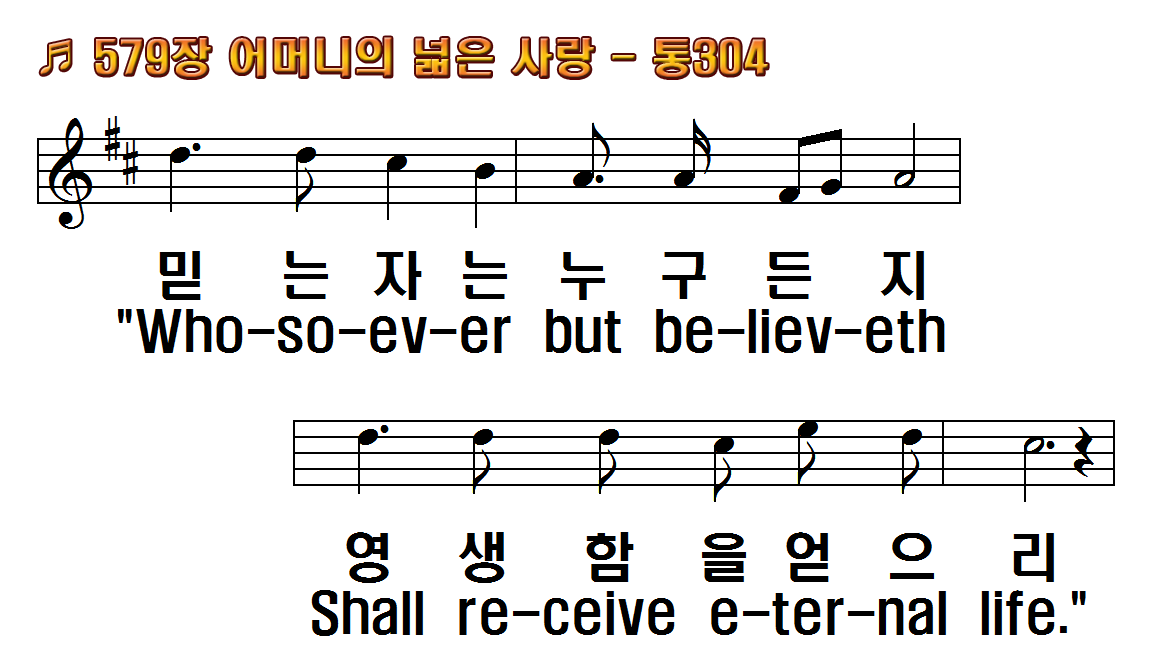 ♬ 579장 어머니의 넓은 사랑 - 통304
믿 는 자 는 누 구 든 지
"Who-so-ev-er but be-liev-eth
영 생 함 을 얻 으 리
Shall re-ceive e-ter-nal life."